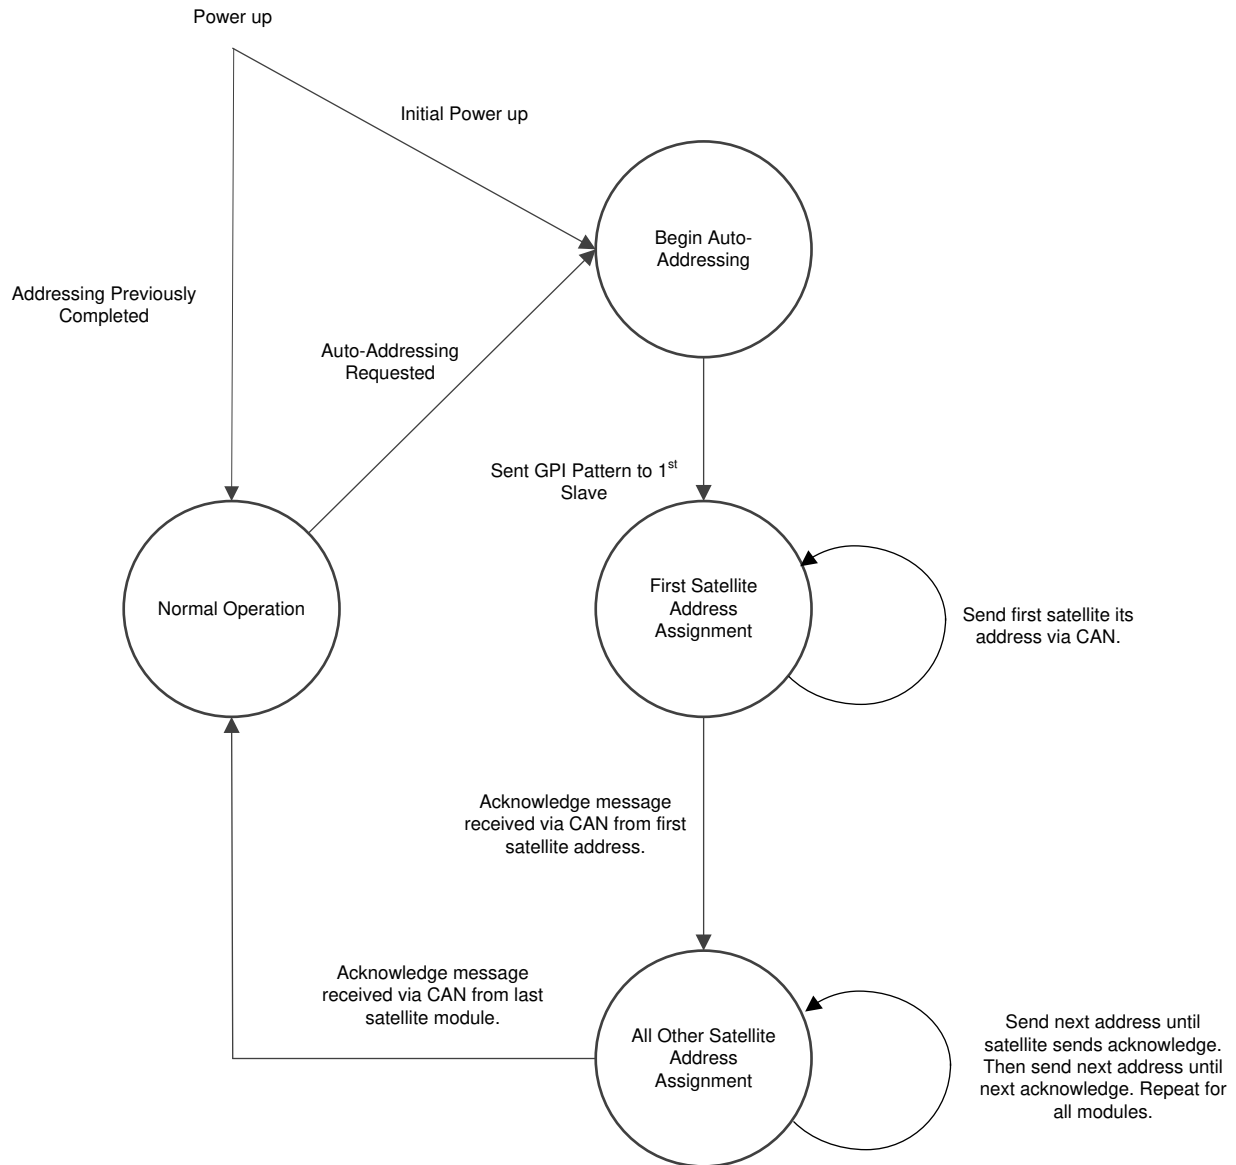 Power up
Initial Power up
Begin Auto-
Addressing
Addressing Previously
Completed
Auto-Addressing
Requested
Sent GPI Pattern to 1st
Slave
Normal Operation
First Satellite
Address
Assignment
Send first satellite its
address via CAN.
Acknowledge message
received via CAN from first
satellite address.
Acknowledge message
received via CAN from last
satellite module.
All Other Satellite
Address
Assignment
Send next address until
satellite sends acknowledge.
Then send next address until
next acknowledge. Repeat for
all modules.